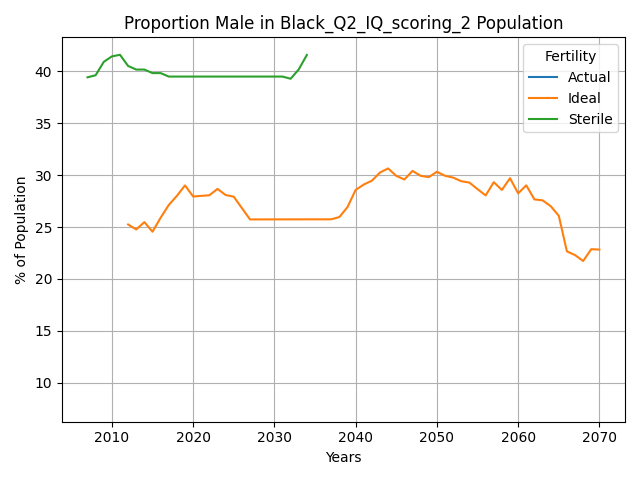 Proportion Male in Black_Q2_IQ_scoring_2 Population
Fertility
Actual
Ideal
Sterile
% of Population
40
35
30
25
20
15
10
2010 2020 2030 2040 2050 2060 2070
Years